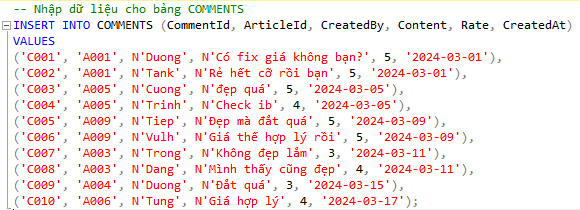 -- Nhập dữ liệu cho bảng COMMENTS
INSERT INTO COMMENTS (CommentId, ArticleId, CreatedBy, Content, Rate, CreatedAt)
VALUES
('C001', 'A001', N'Duong', N'Có fix giá không bạn?', 5, '2024-03-01'),
('C002', 'A001', N'Tank', N'Rẻ hết cỡ rồi bạn', 5, '2024-03-01'),
('C003', 'A005', N'Cuong', N'đẹp quá', 5, '2024-03-05'),
('C004', 'A005', N'Trinh', N'Check ib', 4, '2024-03-05'),
('C005', 'A009', N'Tiep', N'Đẹp mà đắt quá', 5, '2024-03-09'),
('C006', 'A009', N'Vulh', N'Giá thế hợp lý rồi', 5, '2024-03-09'),
('C007', 'A003', N'Trong', N'Không đẹp lắm', 3, '2024-03-11'),
('C008', 'A003', N'Dang', N'Mình thấy cũng đẹp', 4, '2024-03-11'),
('C009', 'A004', N'Duong', N'Đắt quá', 3, '2024-03-15'),
('C010', 'A006', N'Tung', N'Giá hợp lý', 4, '2024-03-17');